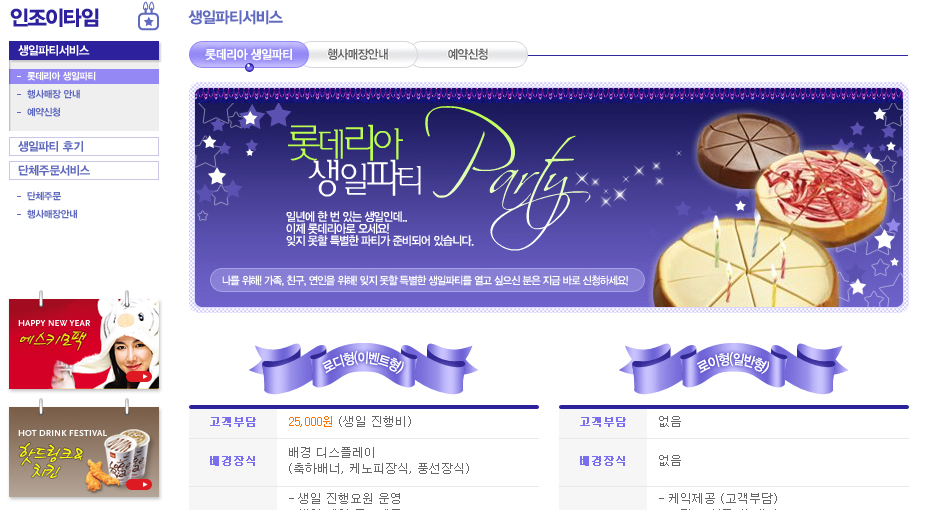 인조이타임
생일파티서비스
롯데리아 생일파티
행사매장 안내
예약신청
생일파티 후기
단체주문서비스
단체주문
행사매장안내
HAPPY NEW YEAR
에스키모팩
HOT DRINK FESTIVAL
핫드링크&
치킨
생일파티서비스
롯데리아 생일파티 행사매장안내 예약신청
롯데리아
생일파티
Party
일년에 한 번 있는 생일인데...
이제 롯데리아로 오세요!
잊지 못할 특별한 파티가 준비되어 있습니다.
나를 위해! 가족, 친구, 연인을 위해! 잊지 못할 특별한 생일파티를 열고 싶으신 분은 지금 바로 신청하세요!
로디형(이벤트형)
고객부담 25,000원 (생일 진행비)
배경장식 배경 디스플레이
(축하배너, 케노피장식, 풍선장식)
- 생일 진행요원 운영
로이형(일반형)
고객부담 없음
배경장식 없음
- 케익제공 (고객부담)